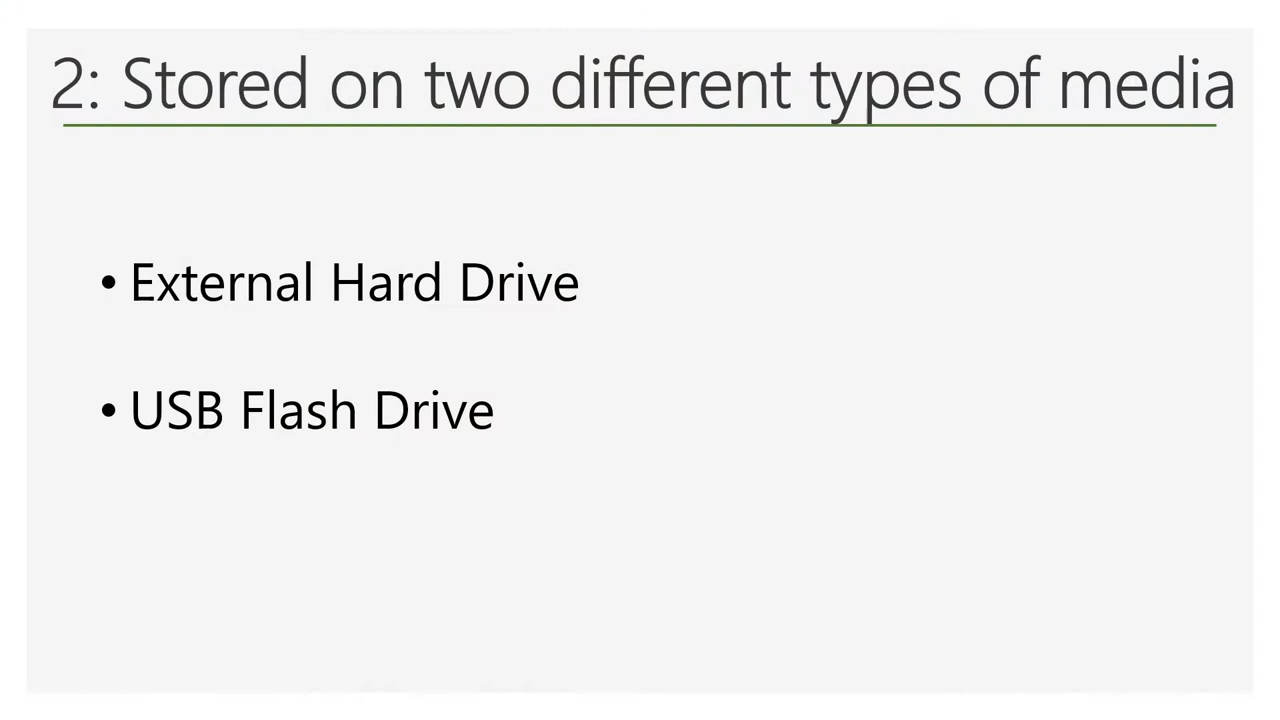 2: Stored on two different types of media
• External Hard Drive
• USB Flash Drive